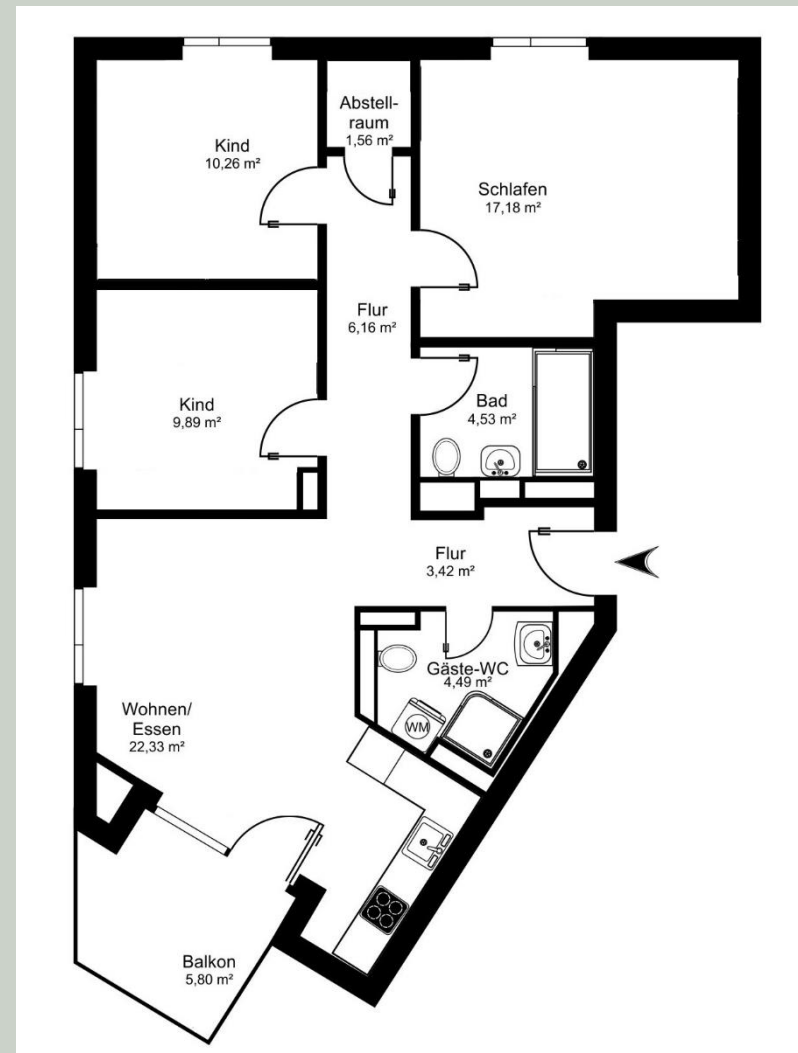 Kind
10,26 m²
Abstell-
raum
1,56 m²
Schlafen
17,18 m²
Flur
6,16 m²
Kind
9,89 m²
Bad
4,53 m²
Flur
3,42 m²
Gäste-WC
4,49 m²
WM
Wohnen/
Essen
22,33 m²
Balkon
5,80 m²